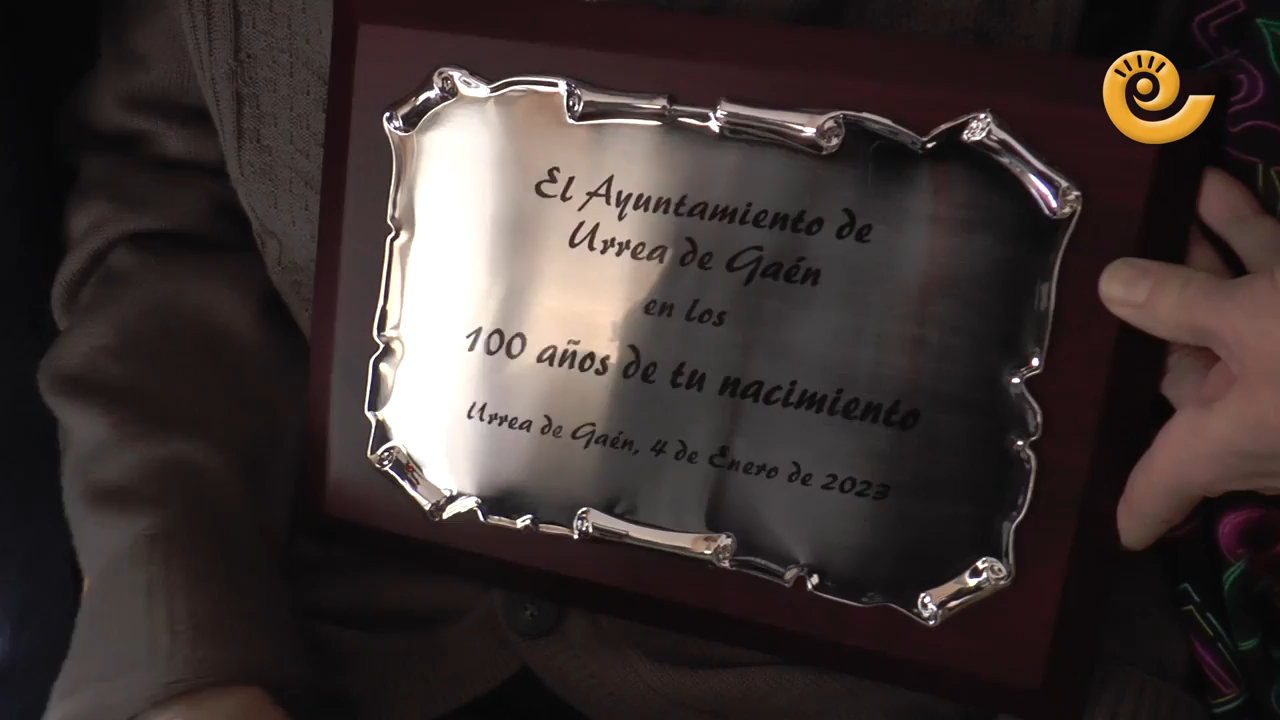 El Ayuntamiento de
Urrea de Gaén
en los
100 años de tu nacimiento
Urrea de Gaén, 4 de Enero de 2023